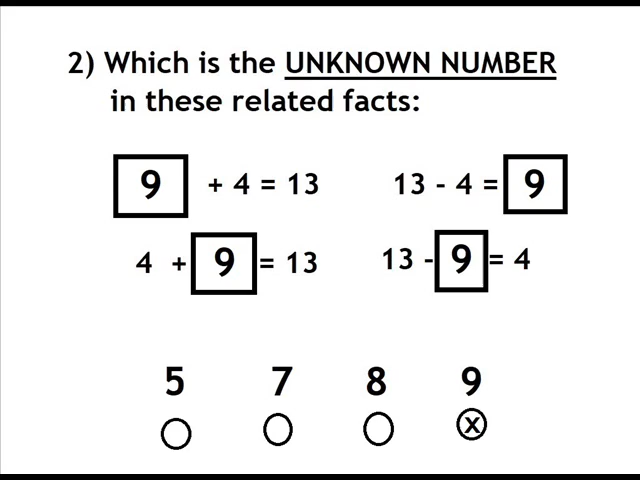 2) Which is the UNKNOWN NUMBER
in these related facts:
9 + 4 = 13 13 - 4 = 9
4 + 9 = 13 13 - 9 = 4
5 7 8 9
X